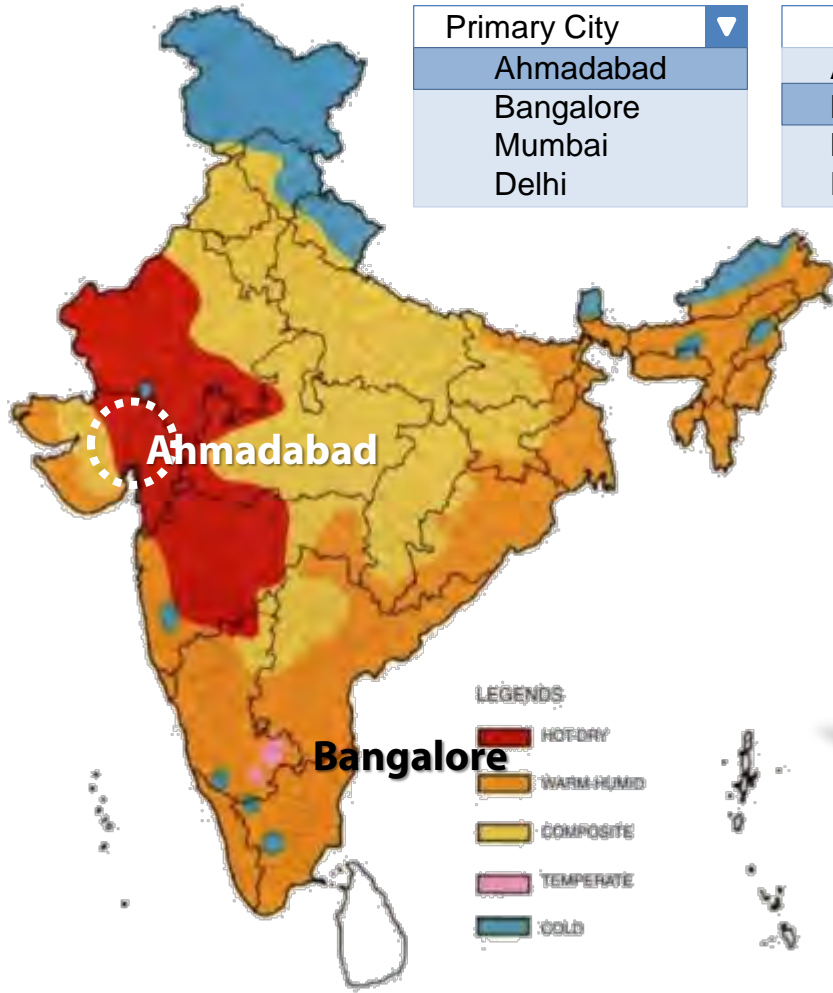 Primary City
Ahmadabad
Bangalore
Mumbai
Delhi
Ahmadabad
Bangalore
LEGENDS
HOT-DRY
WARM-HUMID
COMPOSITE
TEMPERATE
COLD